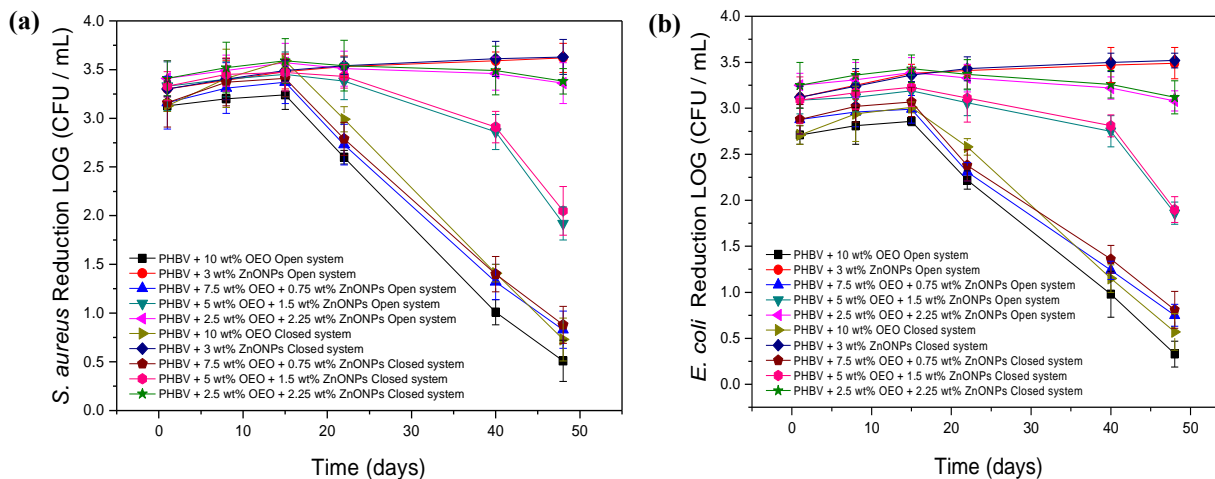 (a)
S. aureus Reduction LOG (CFU / mL)
4.0
3.5
3.0
2.5
2.0
1.5
1.0
0.5
0.0
PHBV + 10 wt% OEO Open system
PHBV + 3 wt% ZnONPs Open system
PHBV + 7.5 wt% OEO + 0.75 wt% ZnONPs Open system
PHBV + 5 wt% OEO + 1.5 wt% ZnONPs Open system
PHBV + 2.5 wt% OEO + 2.25 wt% ZnONPs Open system
PHBV + 10 wt% OEO Closed system
PHBV + 3 wt% ZnONPs Closed system
PHBV + 7.5 wt% OEO + 0.75 wt% ZnONPs Closed system
PHBV + 5 wt% OEO + 1.5 wt% ZnONPs Closed system
PHBV + 2.5 wt% OEO + 2.25 wt% ZnONPs Closed system
0 10 20 30 40 50
Time (days)
(b)
E. coli Reduction LOG (CFU / mL)
4.0
3.5
3.0
2.5
2.0
1.5
1.0
0.5
0.0
PHBV + 10 wt% OEO Open system
PHBV + 3 wt% ZnONPs Open system
PHBV + 7.5 wt% OEO + 0.75 wt% ZnONPs Open system
PHBV + 5 wt% OEO + 1.5 wt% ZnONPs Open system
PHBV + 2.5 wt% OEO + 2.25 wt% ZnONPs Open system
PHBV + 10 wt% OEO Closed system
PHBV + 3 wt% ZnONPs Closed system
PHBV + 7.5 wt% OEO + 0.75 wt% ZnONPs Closed system
PHBV + 5 wt% OEO + 1.5 wt% ZnONPs Closed system
PHBV + 2.5 wt% OEO + 2.25 wt% ZnONPs Closed system
0 10 20 30 40 50
Time (days)